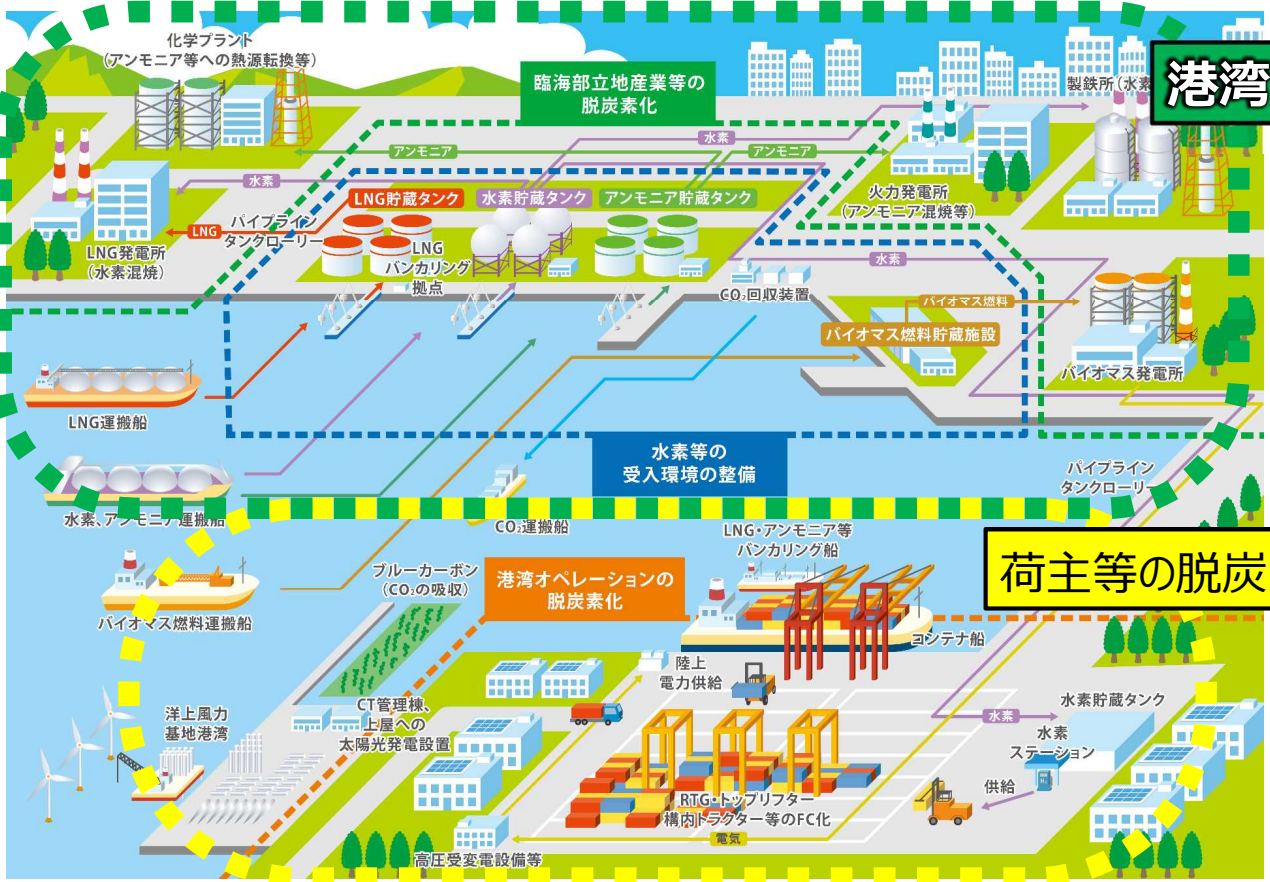 化学プラント
(アンモニア等への熱源転換等)
臨海部立地産業等の
脱炭素化
港湾
製鉄所(水素
アンモニア
水素
アンモニア
水素
LNG貯蔵タンク
水素貯蔵タンク
アンモニア貯蔵タンク
火力発電所
(アンモニア混焼等)
パイプライン
タンクローリー
LNG
LNG発電所
(水素混焼)
LNG
バンカリング
拠点
水素
CO₂回収装置
バイオマス燃料
バイオマス燃料貯蔵施設
バイオマス発電所
LNG運搬船
水素等の
受入環境の整備
パイプライン
タンクローリー
水素、アンモニア運搬船
CO₂運搬船
LNG・アンモニア等
バンカリング船
荷主等の脱炭
ブルーカーボン
(CO₂の吸収)
港湾オペレーションの
脱炭素化
バイオマス燃料運搬船
コンテナ船
陸上
電力供給
洋上風力
基地港湾
CT管理棟、
上屋への
太陽光発電設置
水素貯蔵タンク
水素
水素
ステーション
H₂
供給
RTG・トップリフター
構内トラクター等のFC化
電気
高圧受変電設備等